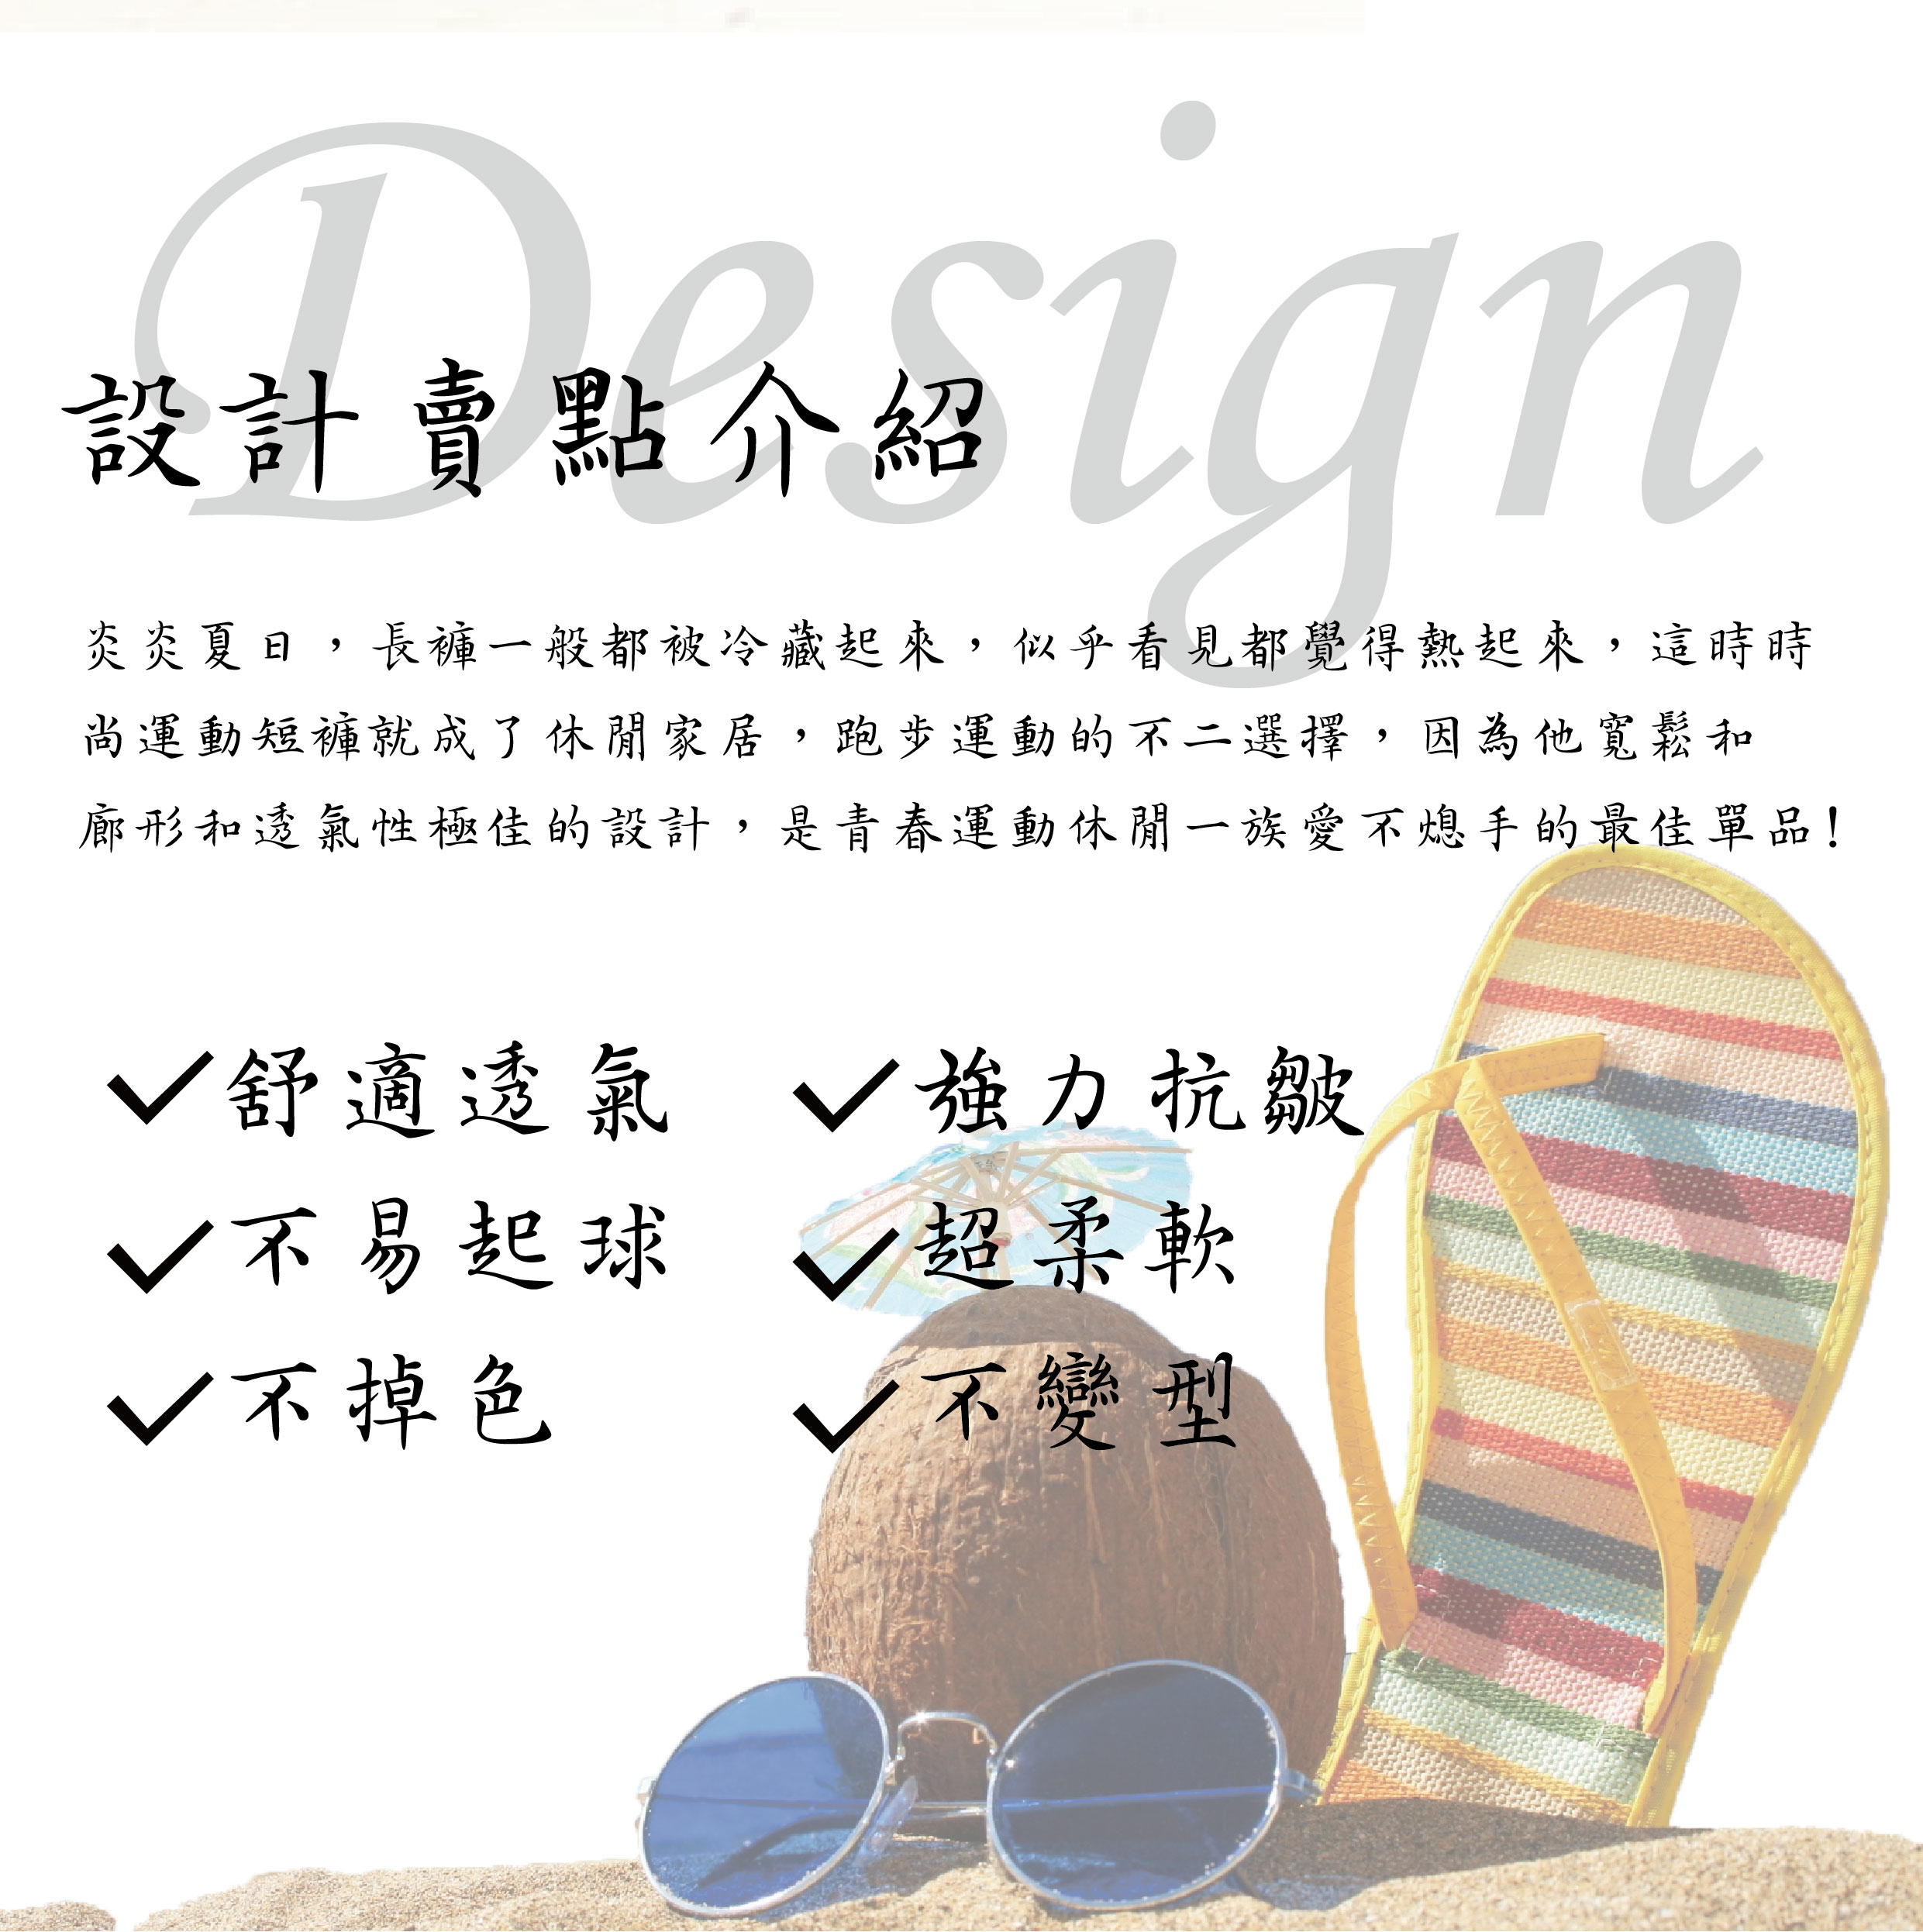 Design
設計賣點介紹
炎炎夏日，長褲一般都被冷藏起來，似乎看見都覺得熱起來，這時時
尚運動短褲就成了休閒家居，跑步運動的不二選擇，因為他寬鬆和
廊形和透氣性極佳的設計，是青春運動休閒一族愛不熄手的最佳單品!
舒適透氣
強力抗皺
不易起球
超柔軟
不掉色
不變型